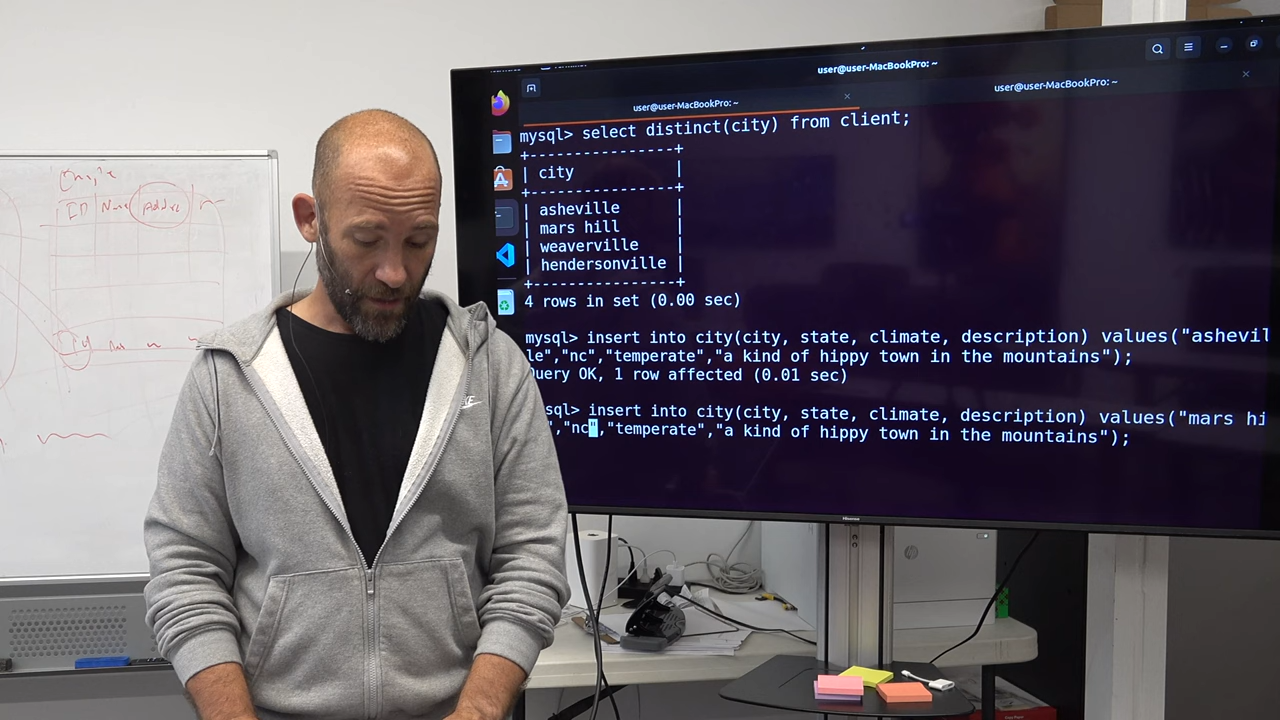 user@user-MacBookPro: ~
user@user-MacBookPro: ~
user@user-MacBookPro: ~
mysql> select distinct(city) from client;
+----------------+
| city |
+----------------+
| asheville |
| mars hill |
| weaverville |
| hendersonville |
+----------------+
4 rows in set (0.00 sec)
mysql> insert into city(city, state, climate, description) values("ashevil
le","nc","temperate","a kind of hippy town in the mountains");
Query OK, 1 row affected (0.01 sec)
sql> insert into city(city, state, climate, description) values("mars hi
","nc","temperate","a kind of hippy town in the mountains");
Hisense
ID